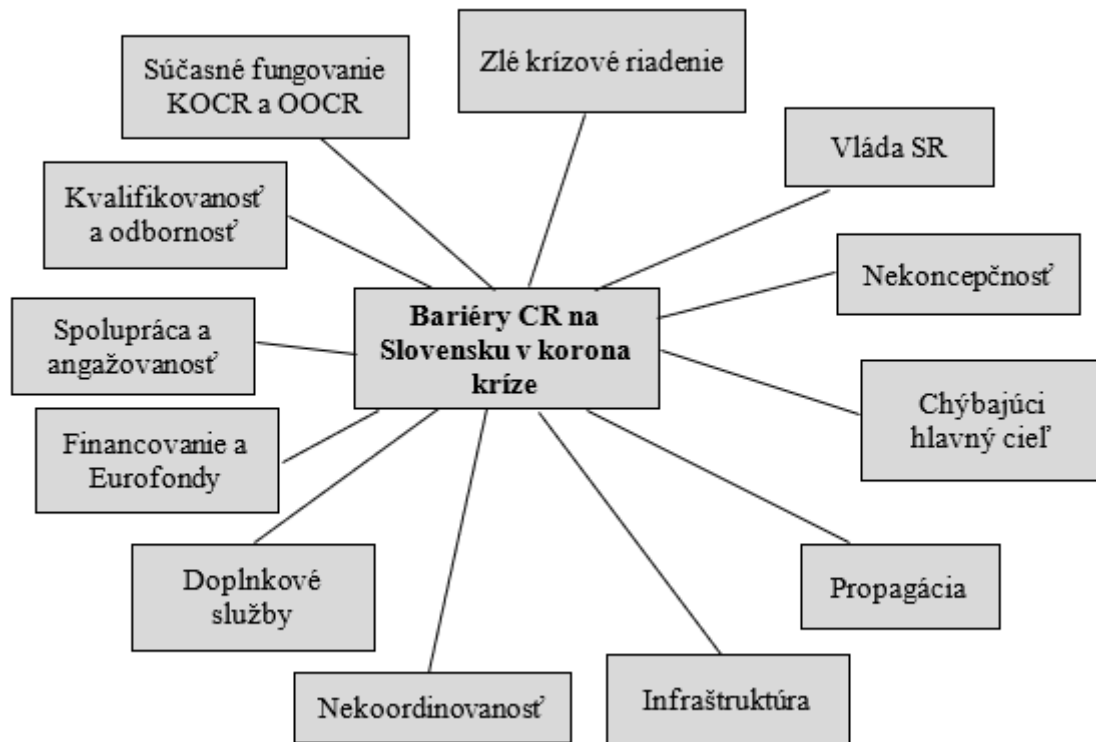 Súčasné fungovanie
KOCR a OOCR
Zlé krízové riadenie
Vláda SR
Kvalifikovanosť
a odbornosť
Nekoncepčnosť
Bariéry CR na
Slovensku v korona
kríze
Spolupráca a
angažovanosť
Chýbajúci
hlavný cieľ
Financovanie a
Eurofondy
Doplnkové
služby
Propagácia
Nekoordinovanosť
Infraštruktúra